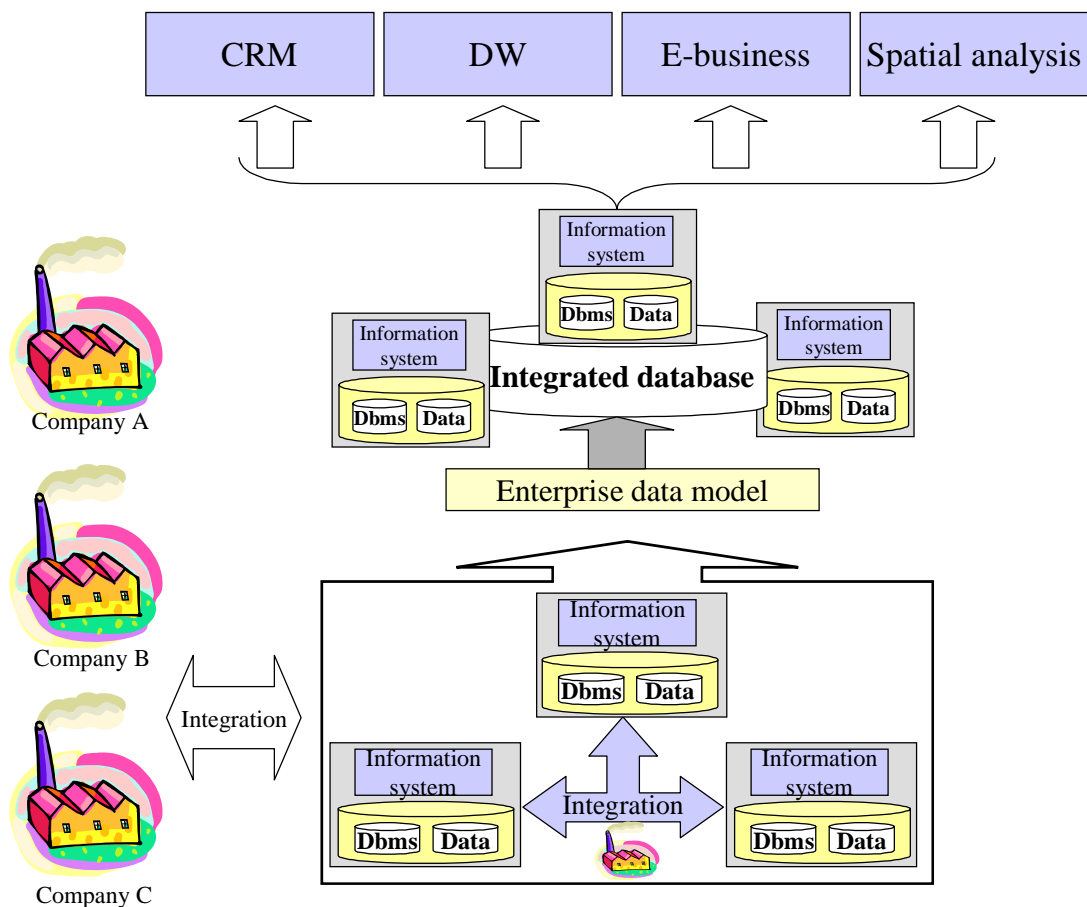 CRM
DW
E-business
Spatial analysis
Information
system
Dbms
Data
Information
system
Dbms
Data
Information
system
Dbms
Data
Integrated database
Company A
Enterprise data model
Company B
Integration
Company C
Information
system
Dbms
Data
Information
system
Dbms
Data
Integration
Information
system
Dbms
Data